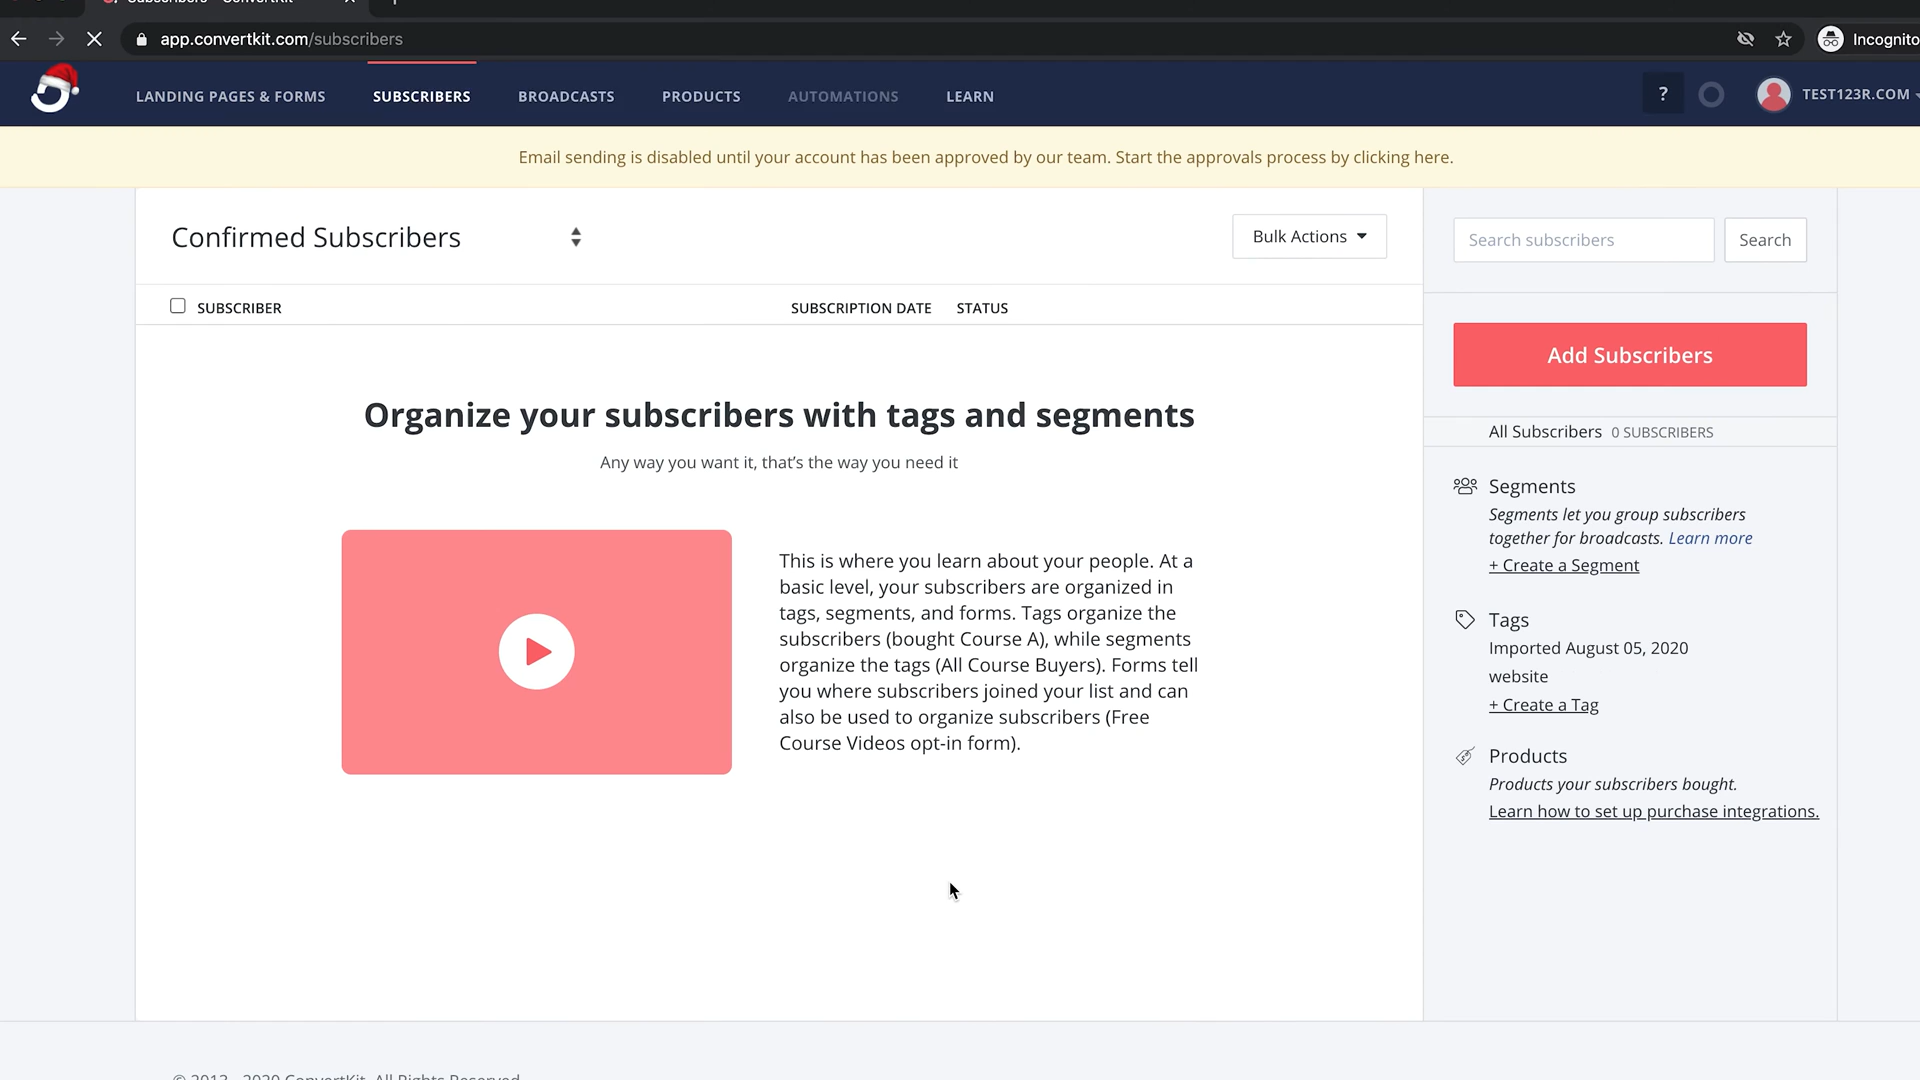 app.convertkit.com/subscribers
Incognito
LANDING PAGES & FORMS
SUBSCRIBERS
BROADCASTS
PRODUCTS
AUTOMATIONS
LEARN
?
TEST123R.COM
Email sending is disabled until your account has been approved by our team. Start the approvals process by clicking here.
Confirmed Subscribers
Bulk Actions
SUBSCRIBER
SUBSCRIPTION DATE
STATUS
Organize your subscribers with tags and segments
Any way you want it, that's the way you need it
This is where you learn about your people. At a
basic level, your subscribers are organized in
tags, segments, and forms. Tags organize the
subscribers (bought Course A), while segments
organize the tags (All Course Buyers). Forms tell
you where subscribers joined your list and can
also be used to organize subscribers (Free
Course Videos opt-in form).
Search subscribers
Search
Add Subscribers
All Subscribers 0 SUBSCRIBERS
Segments
Segments let you group subscribers
together for broadcasts. Learn more
+ Create a Segment
Tags
Imported August 05, 2020
website
+ Create a Tag
Products
Products your subscribers bought.
Learn how to set up purchase integrations.
© 2013 - 2020 ConvertKit. All Rights Reserved